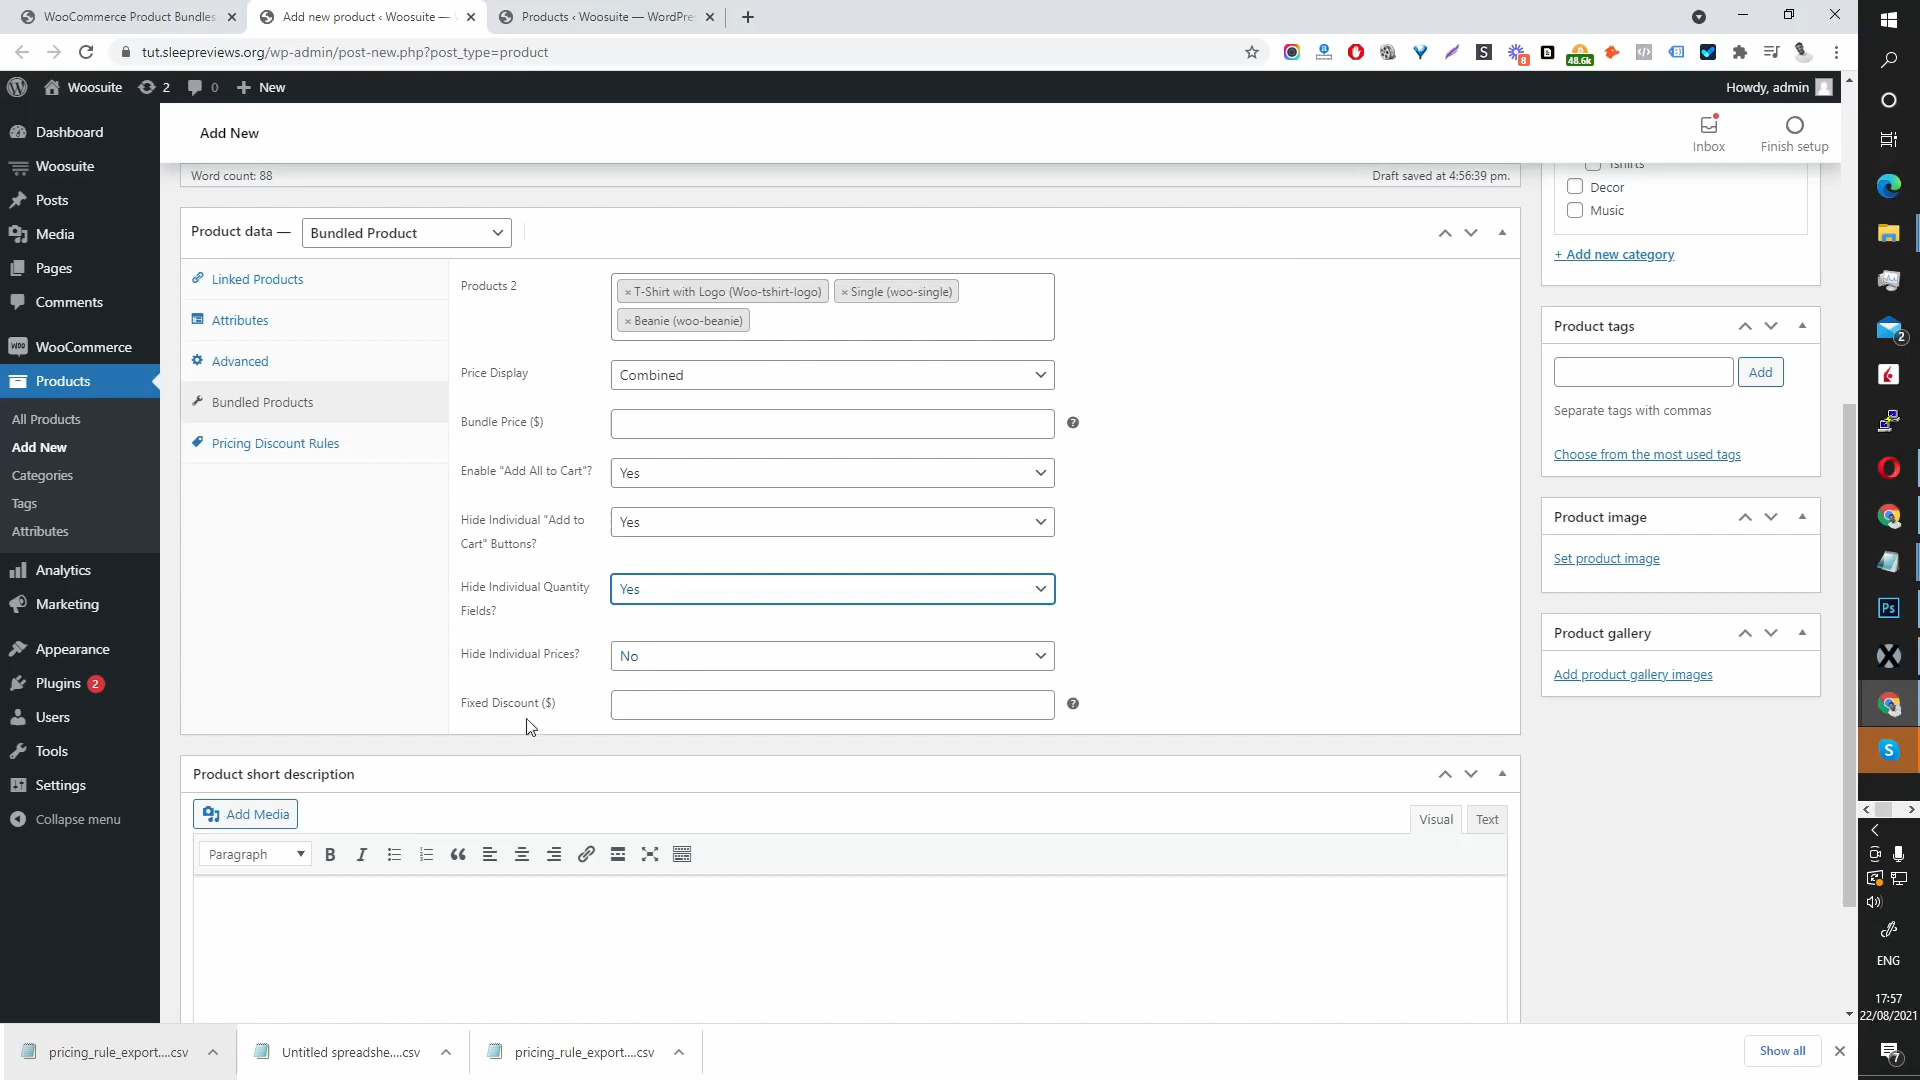 WooCommerce Product Bundles
Add new product ‹ Woosuite —
Products ‹ Woosuite — WordPre
tut.sleepreviews.org/wp-admin/post-new.php?post_type=product
8
48.6k
Woosuite
2
0
New
Howdy, admin
Add New
Inbox
Finish setup
Dashboard
Woosuite
Posts
Media
Pages
Comments
WooCommerce
Products
All Products
Add New
Categories
Tags
Attributes
Analytics
Marketing
Appearance
Plugins 2
Users
Tools
Settings
Collapse menu
Word count: 88
Draft saved at 4:56:39 pm.
Product data —
Bundled Product
Linked Products
Attributes
Advanced
Bundled Products
Pricing Discount Rules
Products 2
× T-Shirt with Logo (Woo-tshirt-logo)
× Single (woo-single)
× Beanie (woo-beanie)
Price Display
Combined
Bundle Price ($)
Enable "Add All to Cart"?
Yes
Hide Individual "Add to
Cart" Buttons?
Yes
Hide Individual Quantity
Fields?
Yes
Hide Individual Prices?
No
Fixed Discount ($)
Product short description
Add Media
Visual
Text
Paragraph
B
I
Tshirts
Decor
Music
+ Add new category
Product tags
Add
Separate tags with commas
Choose from the most used tags
Product image
Set product image
Product gallery
Add product gallery images
2
Ps
S
ENG
17:57
22/08/2021
7
pricing_rule_export....csv
Untitled spreadshe....csv
pricing_rule_export....csv
Show all